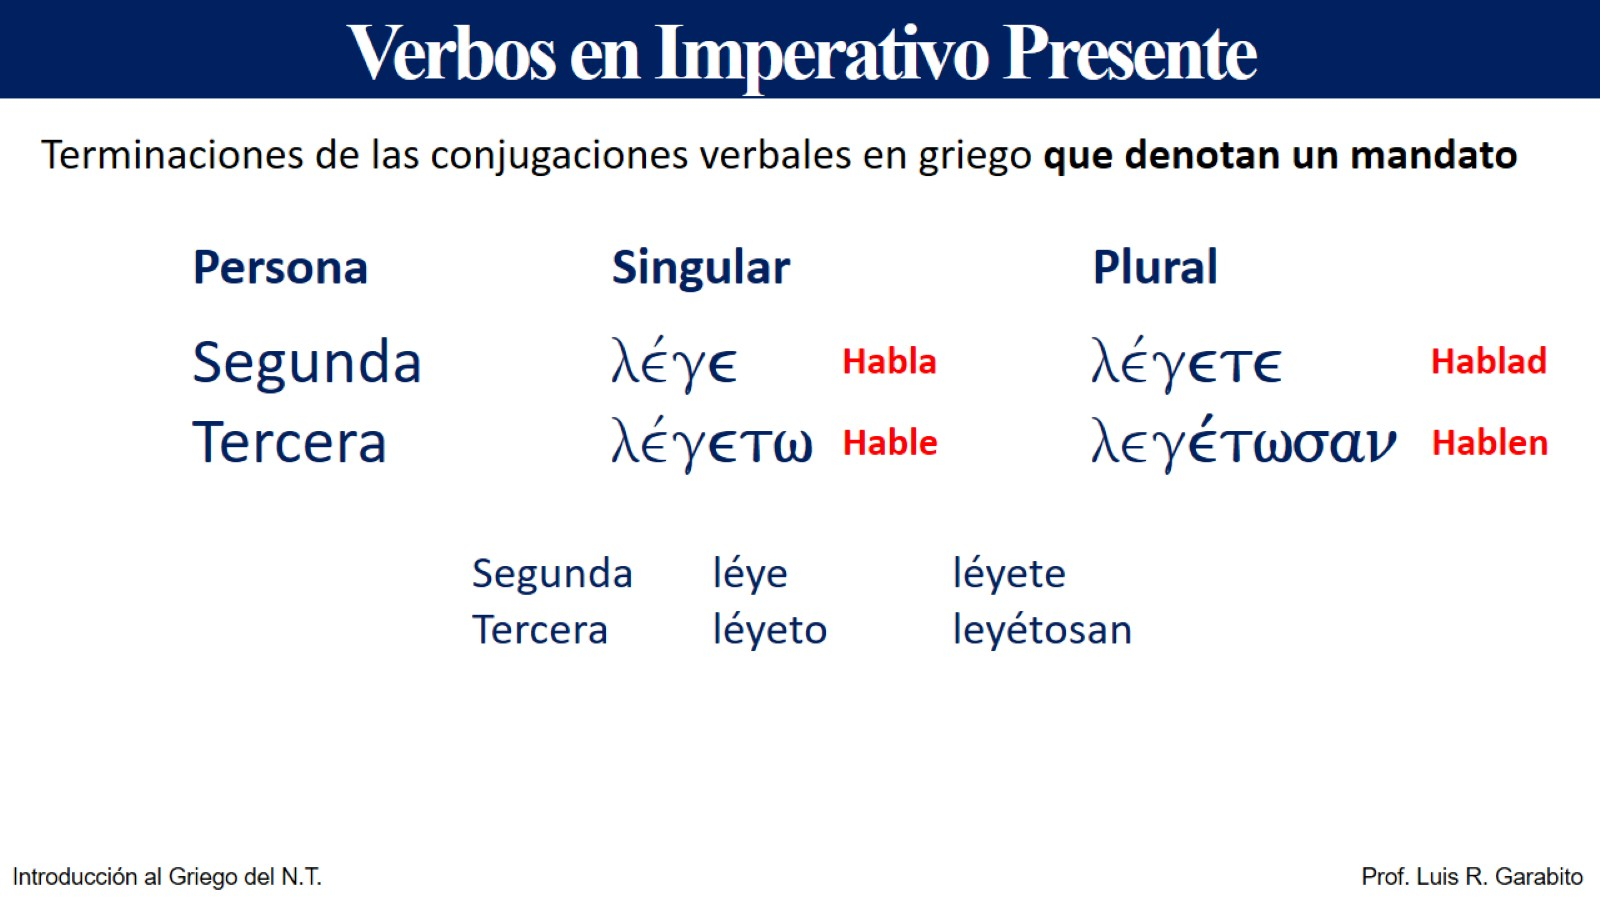 Verbos en Imperativo Presente
Terminaciones de las conjugaciones verbales en griego que denotan un mandato
Persona Singular Plural
Segunda λέγε Habla λέγετε Hablad
Tercera λέγετω Hable λεγέτωσαν Hablen
Segunda léye léyete
Tercera léyeto leyétosan
Introducción al Griego del N.T. Prof. Luis R. Garabito